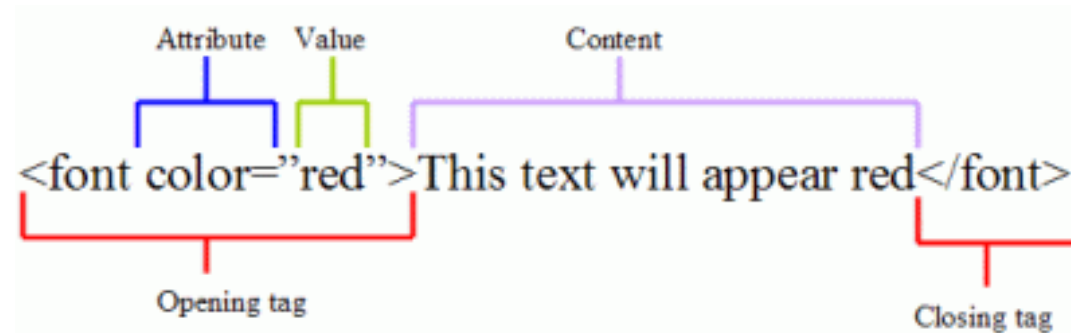 Attribute Value Content
<font color=”red”>This text will appear red</font>
Opening tag
Closing tag